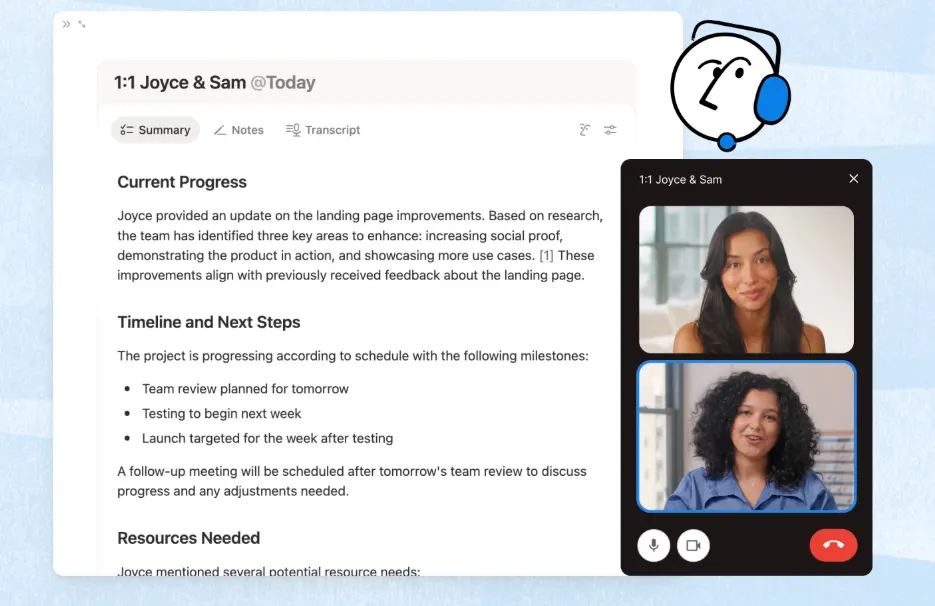 1:1 Joyce & Sam @Today
Summary Notes Transcript
Current Progress
Joyce provided an update on the landing page improvements. Based on research,
the team has identified three key areas to enhance: increasing social proof,
demonstrating the product in action, and showcasing more use cases. [1] These
improvements align with previously received feedback about the landing page.
Timeline and Next Steps
The project is progressing according to schedule with the following milestones:
• Team review planned for tomorrow
• Testing to begin next week
• Launch targeted for the week after testing
A follow-up meeting will be scheduled after tomorrow's team review to discuss
progress and any adjustments needed.
Resources Needed
Joyce mentioned several potential resource needs:
1:1 Joyce & Sam